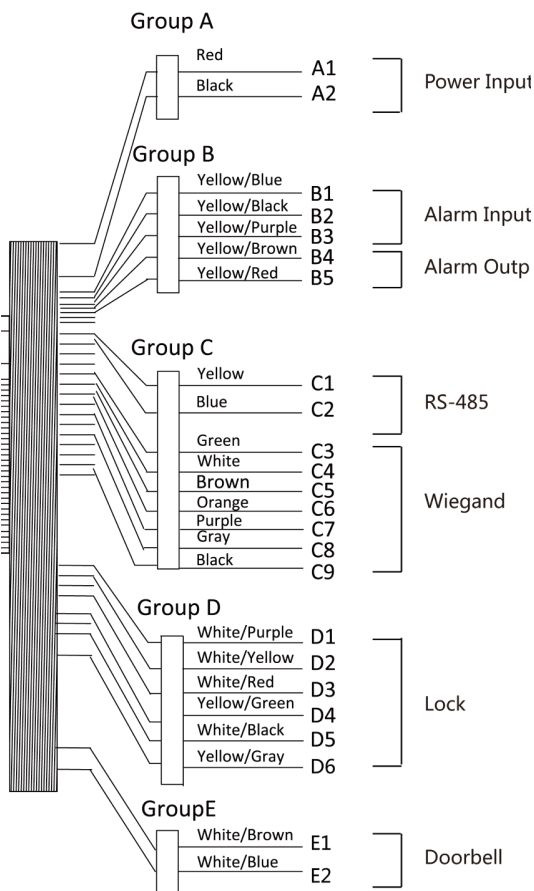 Group A
Red A1
Power Input
Black A2
Group B
Yellow/Blue B1
Yellow/Black B2
Alarm Input
Yellow/Purple B3
Yellow/Brown B4
Alarm Outp
Yellow/Red B5
Group C
Yellow C1
RS-485
Blue C2
Green C3
White C4
Brown C5
Wiegand
Orange C6
Purple C7
Gray C8
Black C9
Group D
White/Purple D1
White/Yellow D2
White/Red D3
Lock
Yellow/Green D4
White/Black D5
Yellow/Gray D6
GroupE
White/Brown E1
Doorbell
White/Blue E2